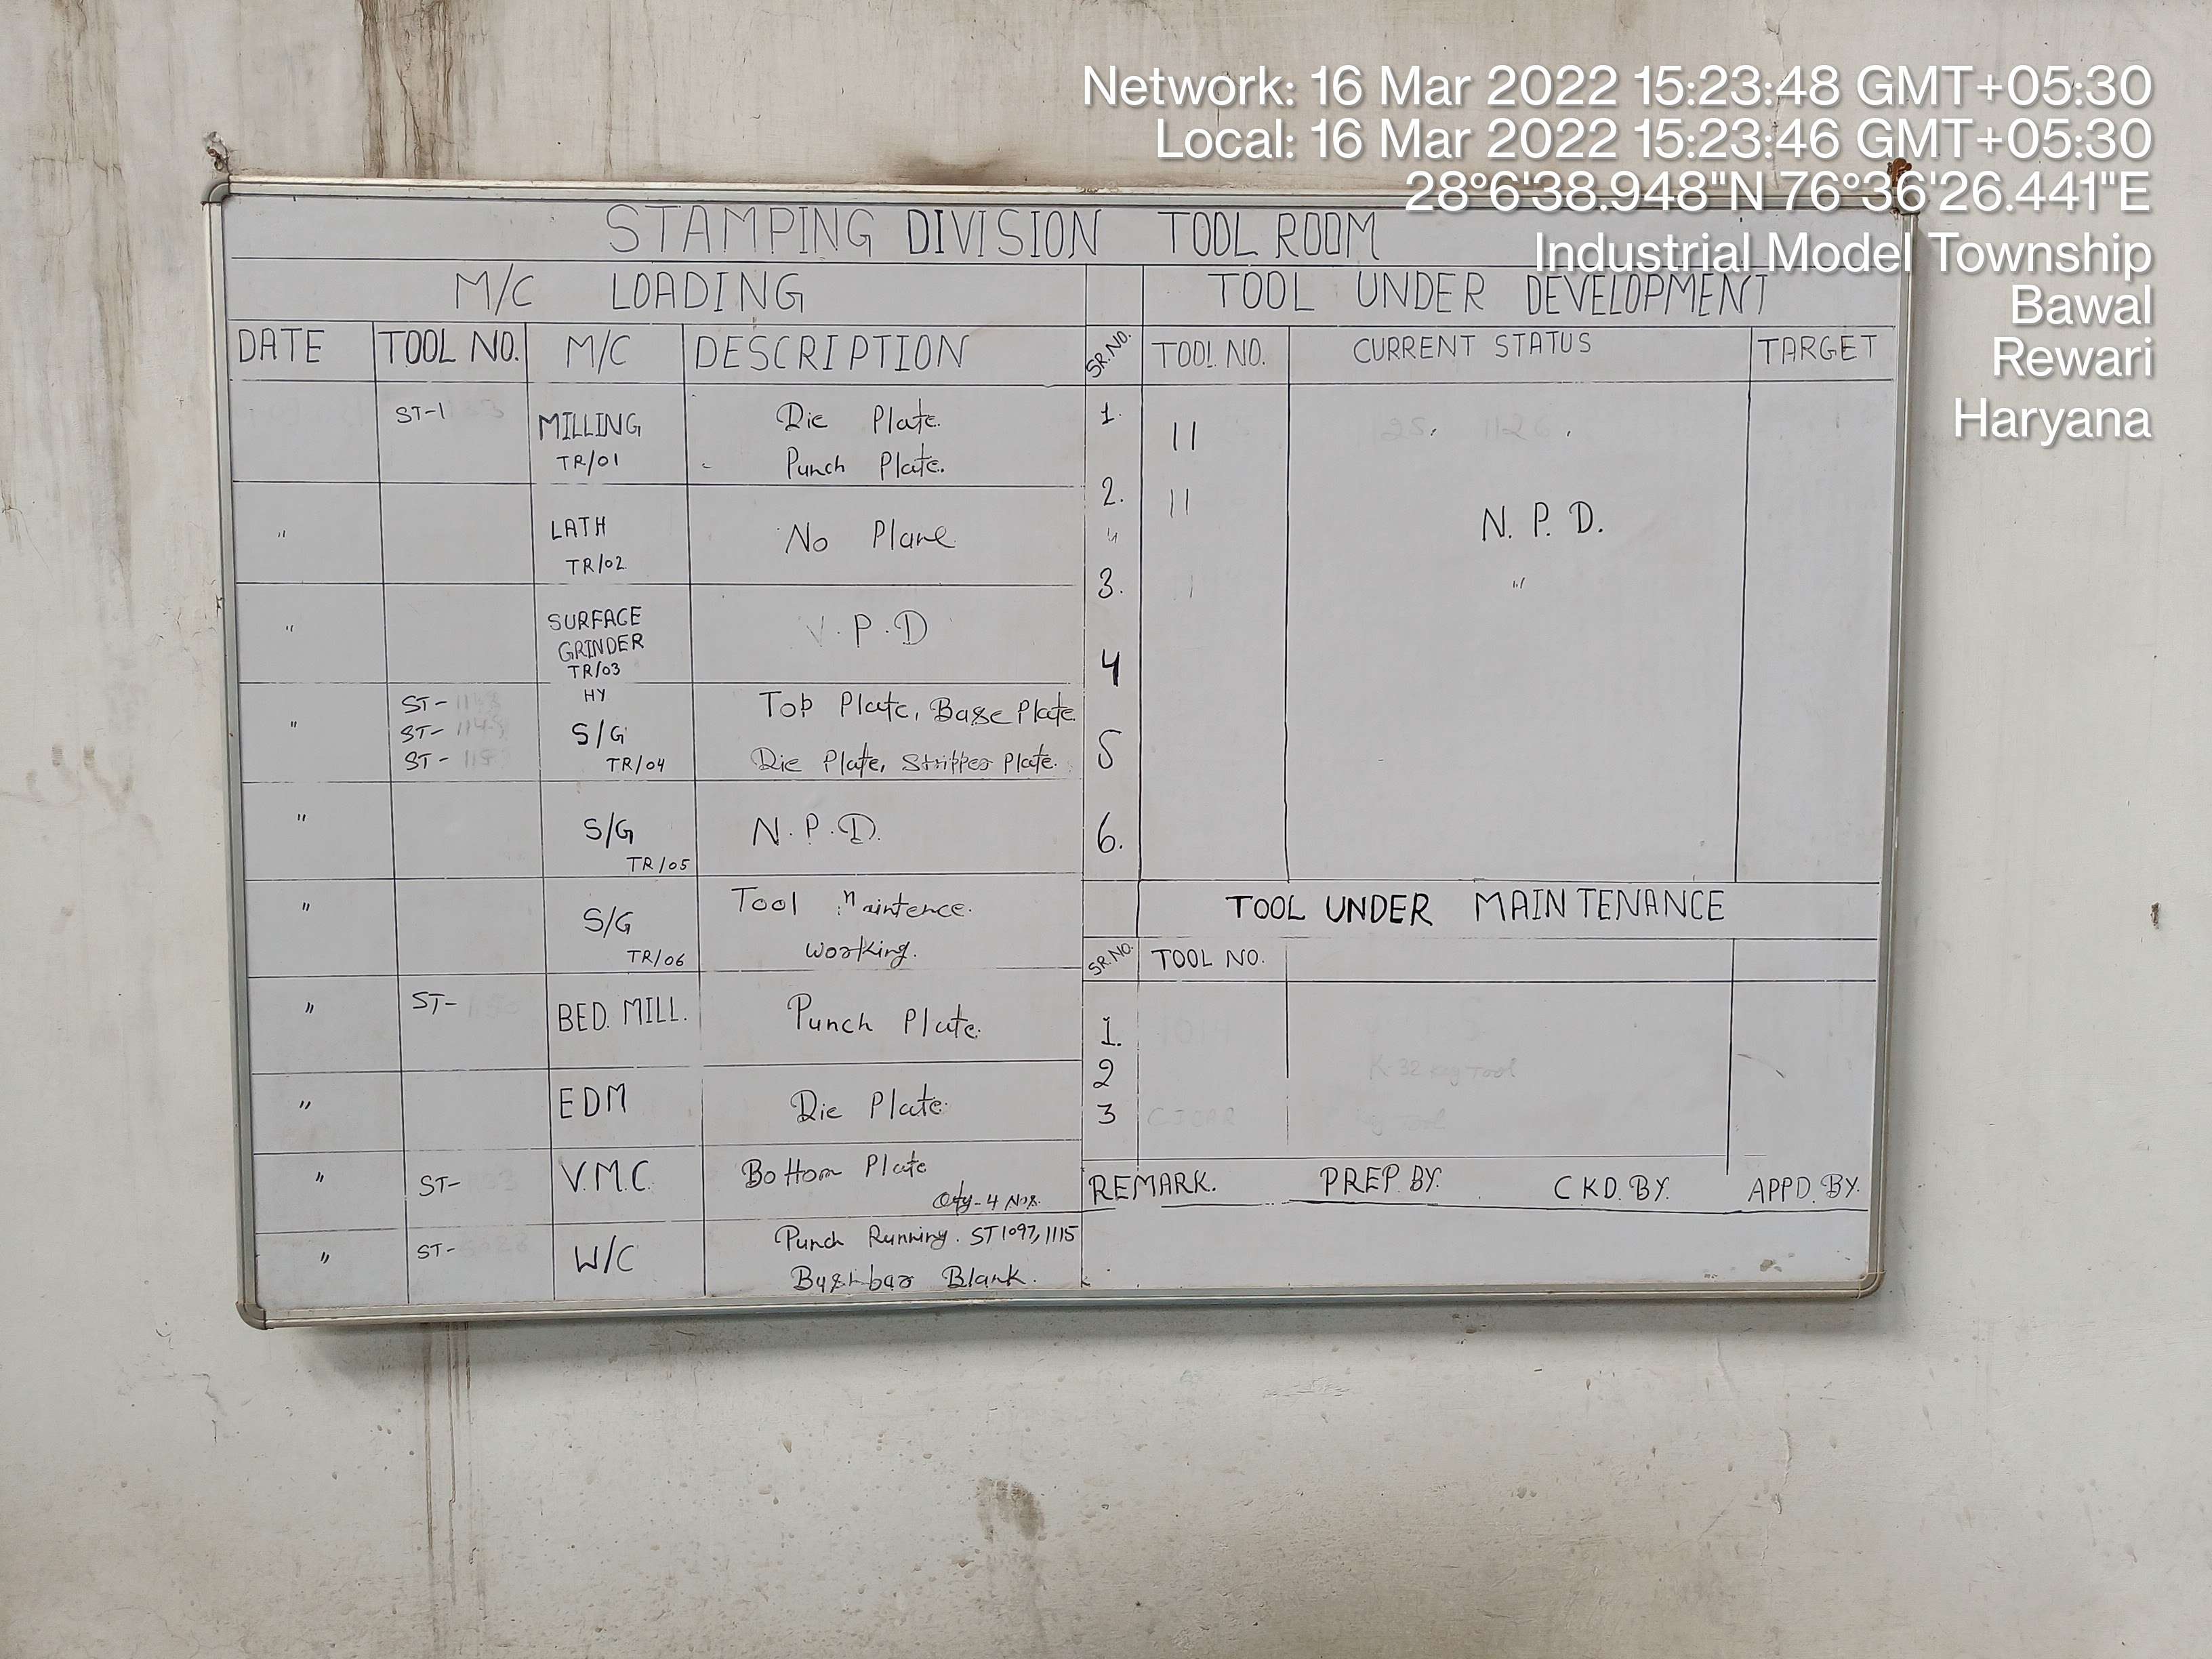 Network: 16 Mar 2022 15:23:48 GMT+05:30
Local: 16 Mar 2022 15:23:46 GMT+05:30
28°6'38.948"N 76°36'26.441"E
Industrial Model Township
Bawal
Rewari
Haryana
STAMPING DIVISION TOOL ROOM
M/C LOADING
DATE TOOL NO. M/C DESCRIPTION
ST-1 MILLING Die Plate.
TR/01 Punch Plate.
" LATH No Plane
TR/02
" SURFACE P.D
GRINDER
TR/03
HY
ST- Top Plate, Base Plate
" ST- S/G
ST- TR/04 Die Plate, Stripper Plate.
" S/G N.P.D.
TR/05
" S/G Tool maintence.
TR/06 working.
" ST- BED. MILL. Punch Plate.
" EDM Die Plate
" ST- V.M.C Bottom Plate
Qty-4 Nos.
" ST- W/C Punch Running. ST1097, 1115
Bushbar Blank.
TOOL UNDER DEVELOPMENT
SR.NO. TOOL NO. CURRENT STATUS TARGET
1. 11
2. 11 N.P.D.
"
3. "
4
5
6.
TOOL UNDER MAINTENANCE
SR.NO. TOOL NO.
1.
2
3
REMARK. PREP.BY. CKD.BY. APPD.BY.